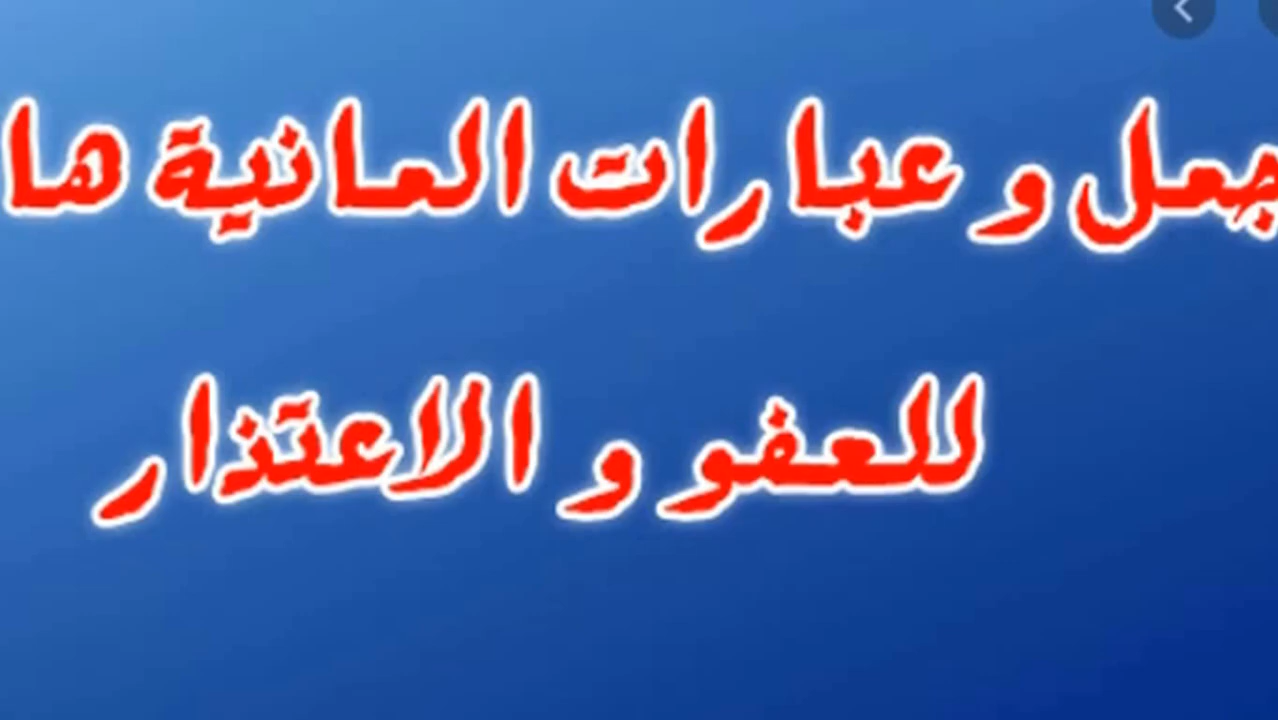 جمل و عبارات المانية ها
للعفو و الاعتذار